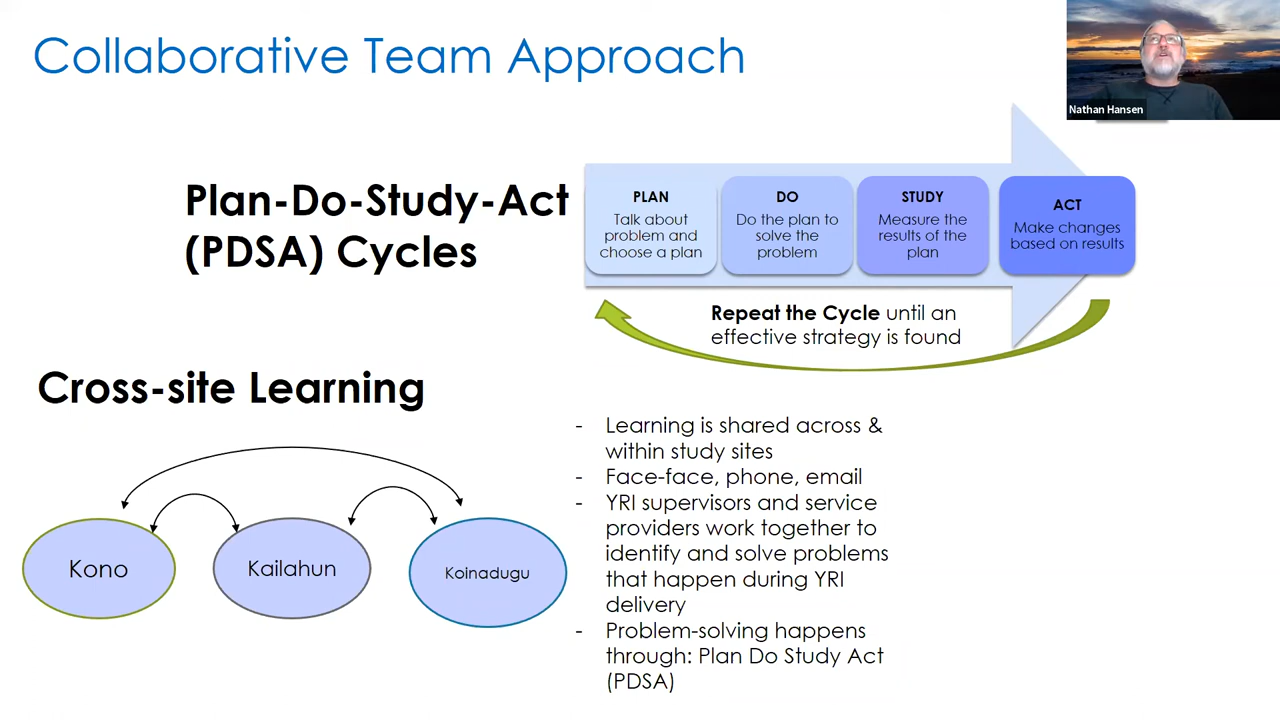 Collaborative Team Approach
Nathan Hansen
Plan-Do-Study-Act
(PDSA) Cycles
PLAN
Talk about
problem and
choose a plan
DO
Do the plan to
solve the
problem
STUDY
Measure the
results of the
plan
ACT
Make changes
based on results
Repeat the Cycle until an
effective strategy is found
Cross-site Learning
Kono
Kailahun
Koinadugu
- Learning is shared across &
within study sites
- Face-face, phone, email
- YRI supervisors and service
providers work together to
identify and solve problems
that happen during YRI
delivery
- Problem-solving happens
through: Plan Do Study Act
(PDSA)